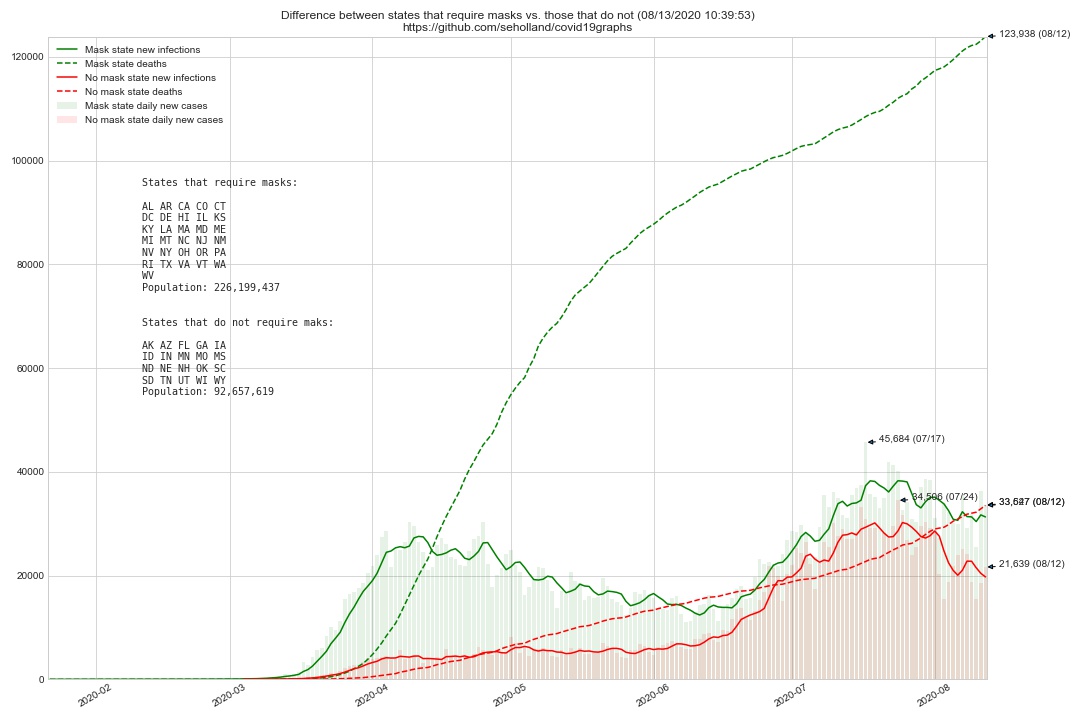 Difference between states that require masks vs. those that do not (08/13/2020 10:39:53)
https://github.com/seholland/covid19graphs
123,938 (08/12)
Mask state new infections
Mask state deaths
No mask state new infections
No mask state deaths
Mask state daily new cases
No mask state daily new cases
120000
100000
80000
60000
40000
20000
0
States that require masks:
AL AR CA CO CT
DC DE HI IL KS
KY LA MA MD ME
MI MT NC NJ NM
NV NY OH OR PA
RI TX VA VT WA
WV
Population: 226,199,437
States that do not require maks:
AK AZ FL GA IA
ID IN MN MO MS
ND NE NH OK SC
SD TN UT WI WY
Population: 92,657,619
45,684 (07/17)
34,506 (07/24)
(08/12)
21,639 (08/12)
2020-02
2020-03
2020-04
2020-05
2020-06
2020-07
2020-08